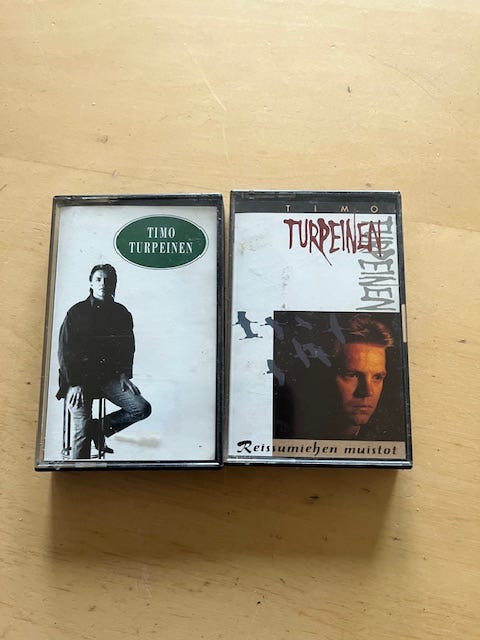 TIMO
TURPEINEN
TIMO
TURPEINEN
TURPEINEN
Reissumiehen muistot